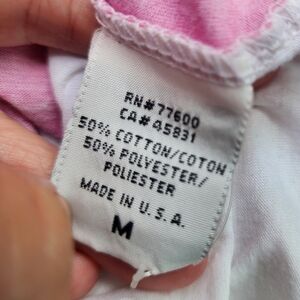 RN#77600
CA#45831
50% COTTON/COTON
50% POLYESTER/
POLIESTER
MADE IN U.S.A.
M